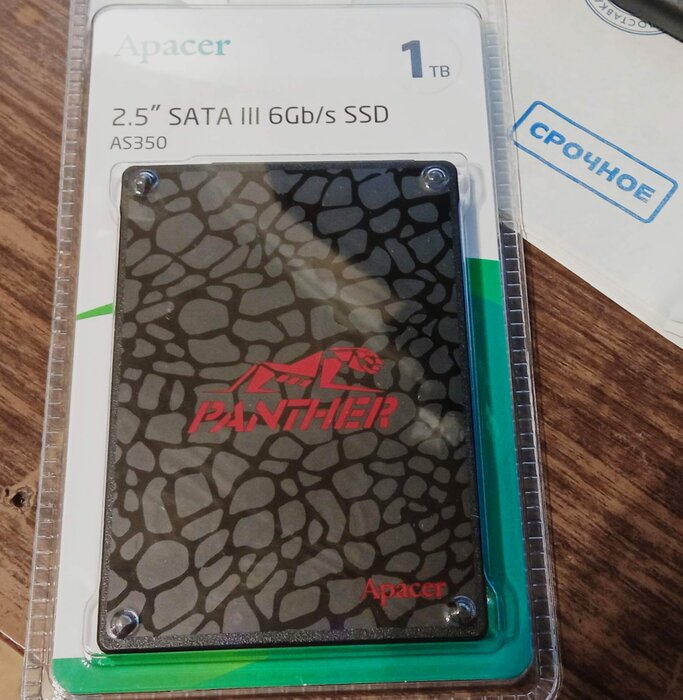 Apacer
1 TB
2.5" SATA III 6Gb/s SSD
AS350
PANTHER
Apacer
СРОЧНОЕ